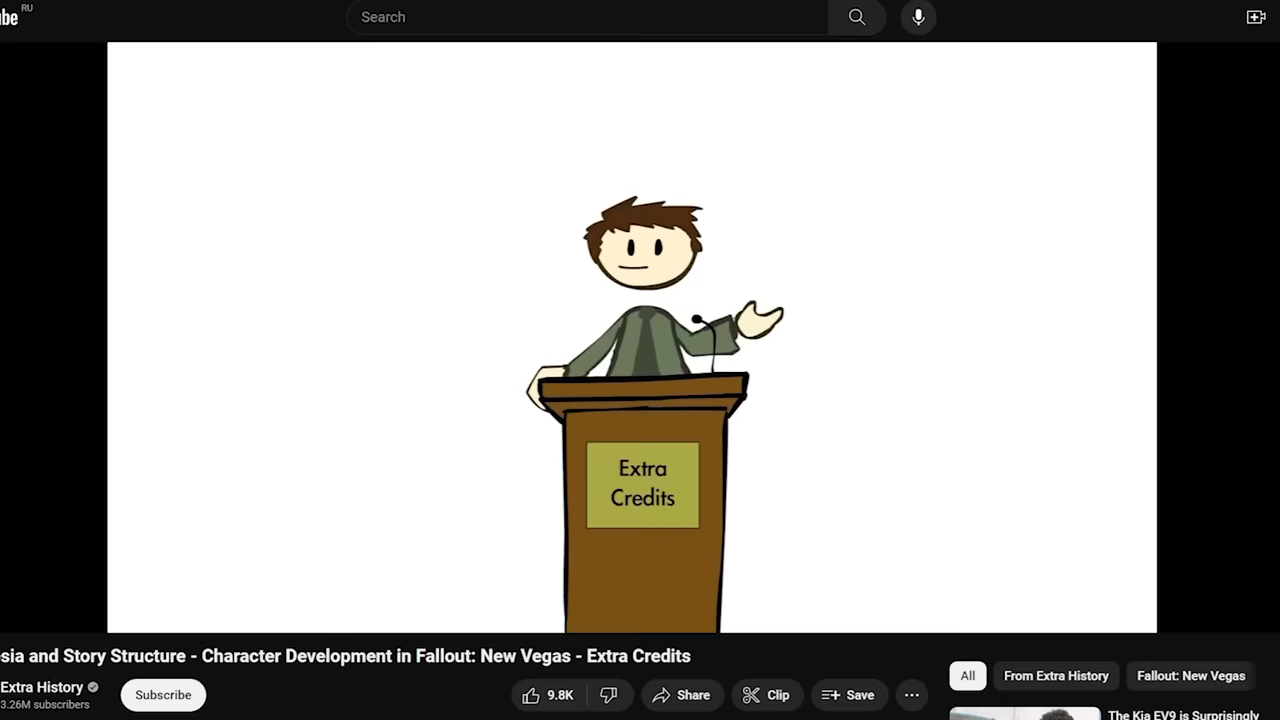 be RU
Search
Extra
Credits
sia and Story Structure - Character Development in Fallout: New Vegas - Extra Credits
Extra History
3.26M subscribers
Subscribe
9.8K
Share
Clip
Save
All
From Extra History
Fallout: New Vegas
The Kia EV9 is Surprisingly